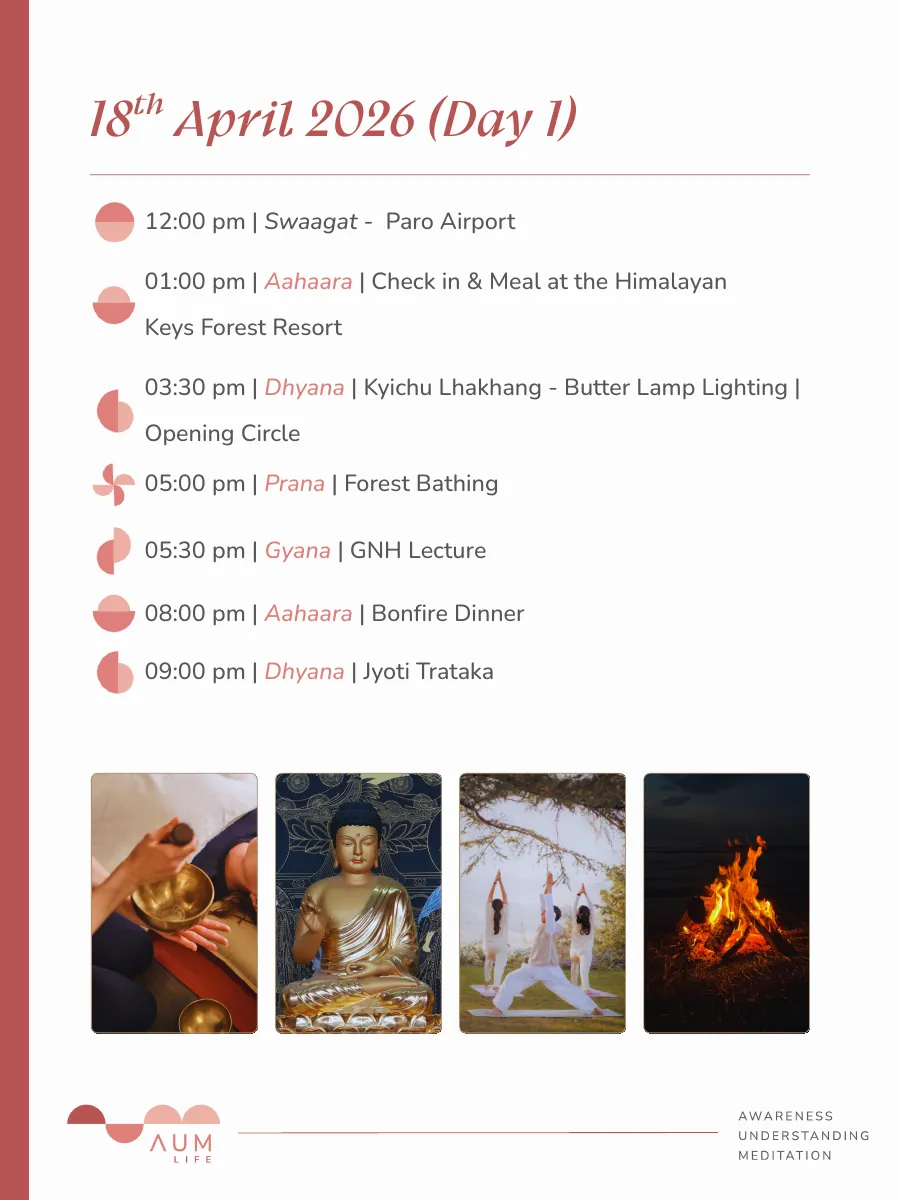 18th April 2026 (Day 1)
12:00 pm | Swaagat - Paro Airport
01:00 pm | Aahaara | Check in & Meal at the Himalayan
Keys Forest Resort
03:30 pm | Dhyana | Kyichu Lhakhang - Butter Lamp Lighting |
Opening Circle
05:00 pm | Prana | Forest Bathing
05:30 pm | Gyana | GNH Lecture
08:00 pm | Aahaara | Bonfire Dinner
09:00 pm | Dhyana | Jyoti Trataka
AUM
LIFE
AWARENESS
UNDERSTANDING
MEDITATION